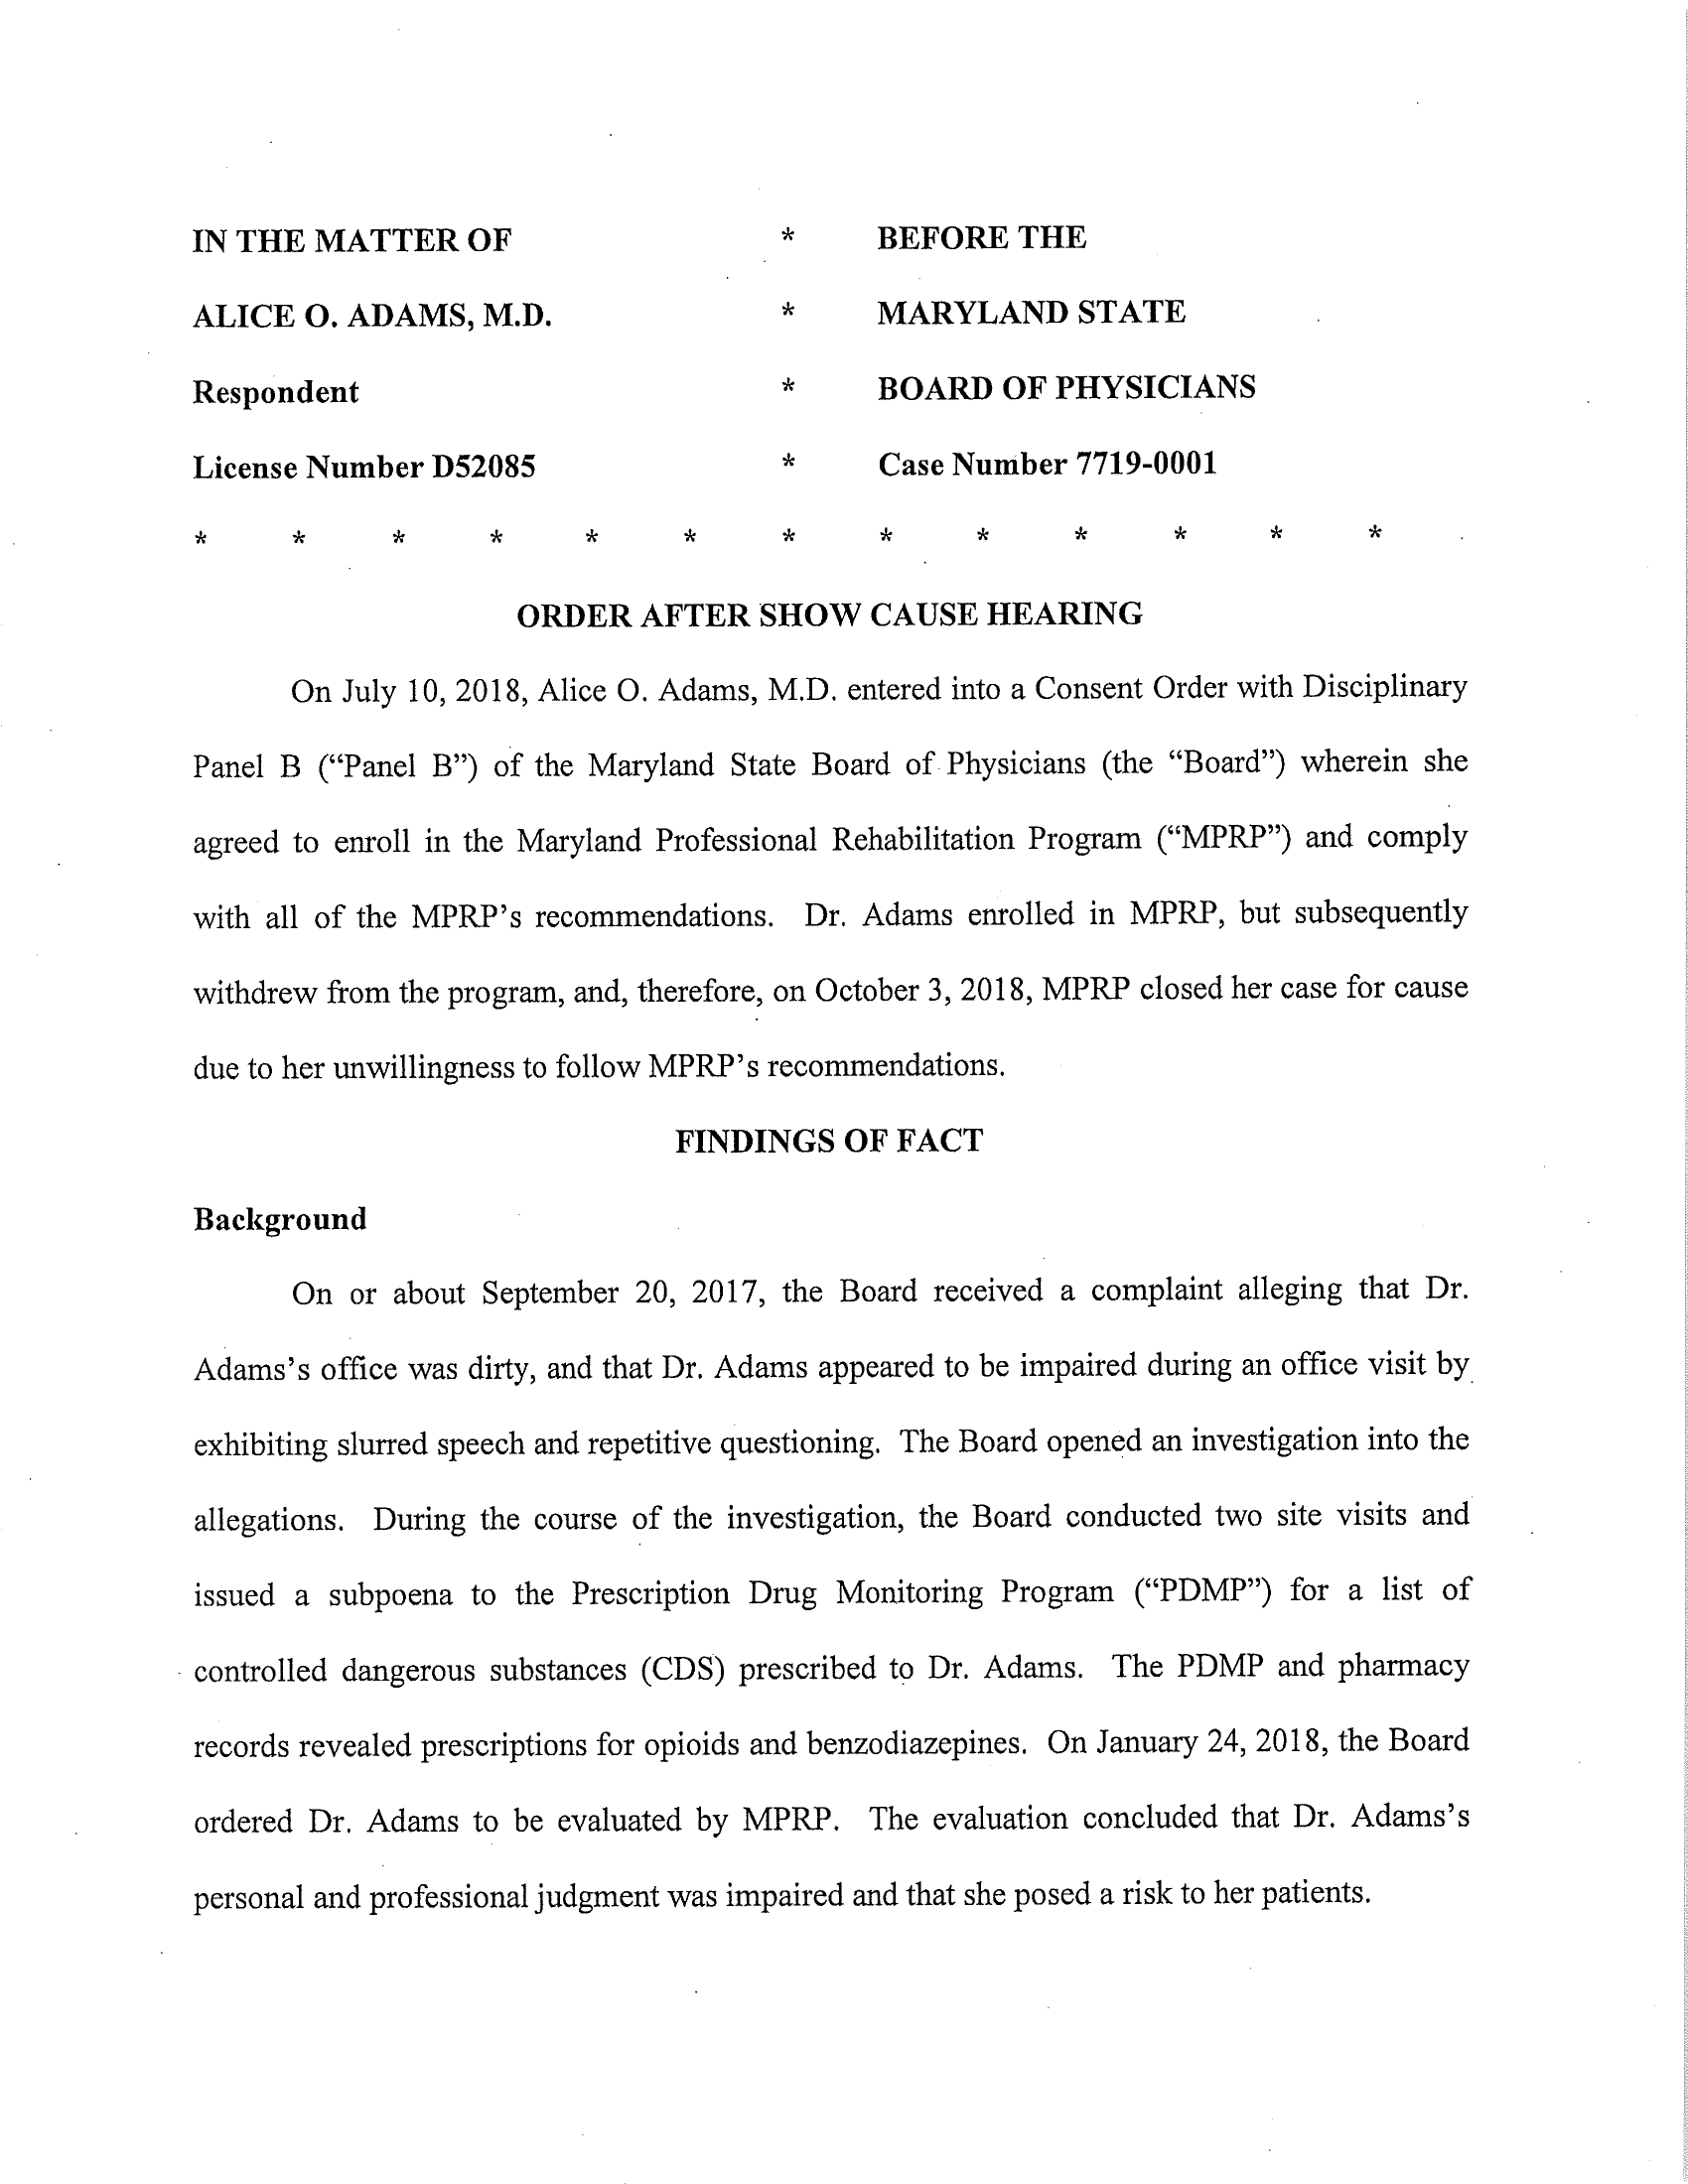 IN THE MATTER OF * BEFORE THE
ALICE O. ADAMS, M.D. * MARYLAND STATE
Respondent * BOARD OF PHYSICIANS
License Number D52085 * Case Number 7719-0001
* * * * * * * * * * * * *
ORDER AFTER SHOW CAUSE HEARING
On July 10, 2018, Alice O. Adams, M.D. entered into a Consent Order with Disciplinary
Panel B (“Panel B”) of the Maryland State Board of Physicians (the “Board”) wherein she
agreed to enroll in the Maryland Professional Rehabilitation Program (“MPRP”) and comply
with all of the MPRP’s recommendations. Dr. Adams enrolled in MPRP, but subsequently
withdrew from the program, and, therefore, on October 3, 2018, MPRP closed her case for cause
due to her unwillingness to follow MPRP’s recommendations.
FINDINGS OF FACT
Background
On or about September 20, 2017, the Board received a complaint alleging that Dr.
Adams’s office was dirty, and that Dr. Adams appeared to be impaired during an office visit by
exhibiting slurred speech and repetitive questioning. The Board opened an investigation into the
allegations. During the course of the investigation, the Board conducted two site visits and
issued a subpoena to the Prescription Drug Monitoring Program (“PDMP”) for a list of
controlled dangerous substances (CDS) prescribed to Dr. Adams. The PDMP and pharmacy
records revealed prescriptions for opioids and benzodiazepines. On January 24, 2018, the Board
ordered Dr. Adams to be evaluated by MPRP. The evaluation concluded that Dr. Adams’s
personal and professional judgment was impaired and that she posed a risk to her patients.